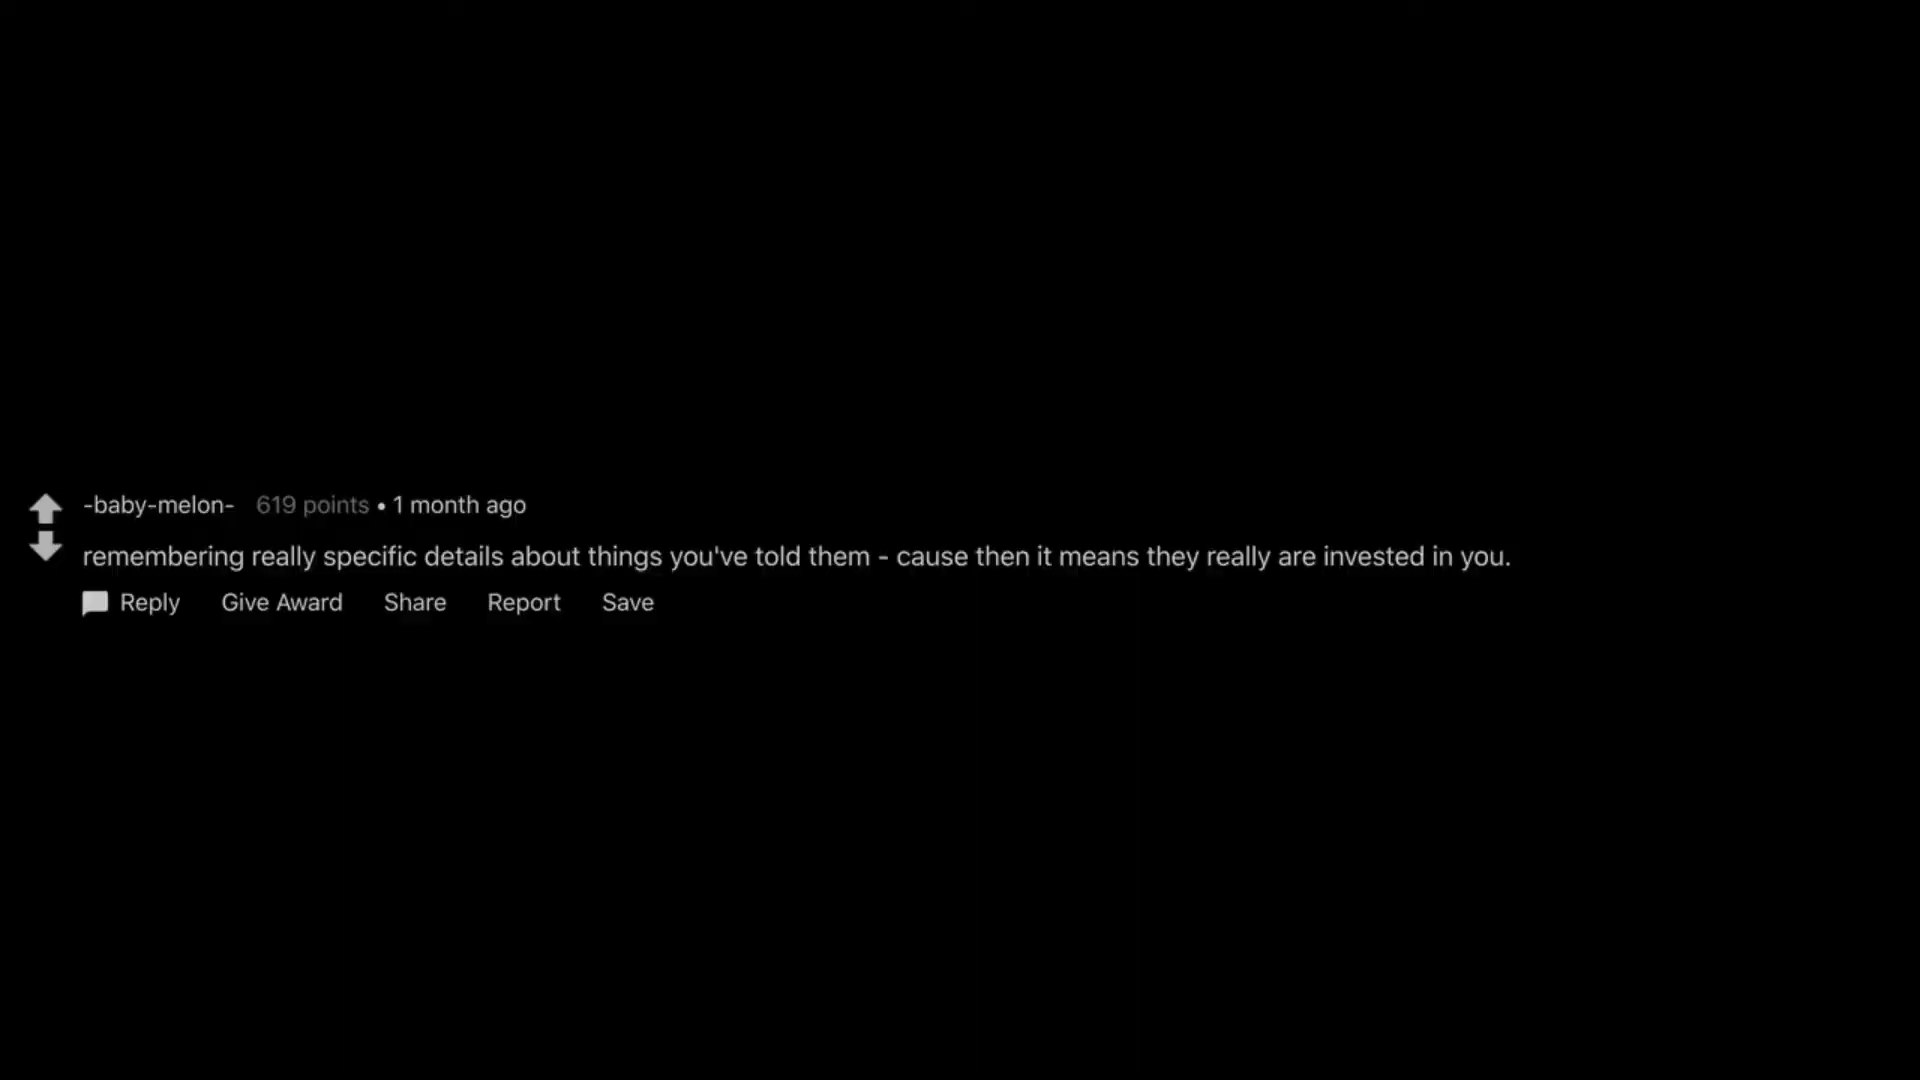 -baby-melon- 619 points • 1 month ago
remembering really specific details about things you've told them - cause then it means they really are invested in you.
Reply Give Award Share Report Save